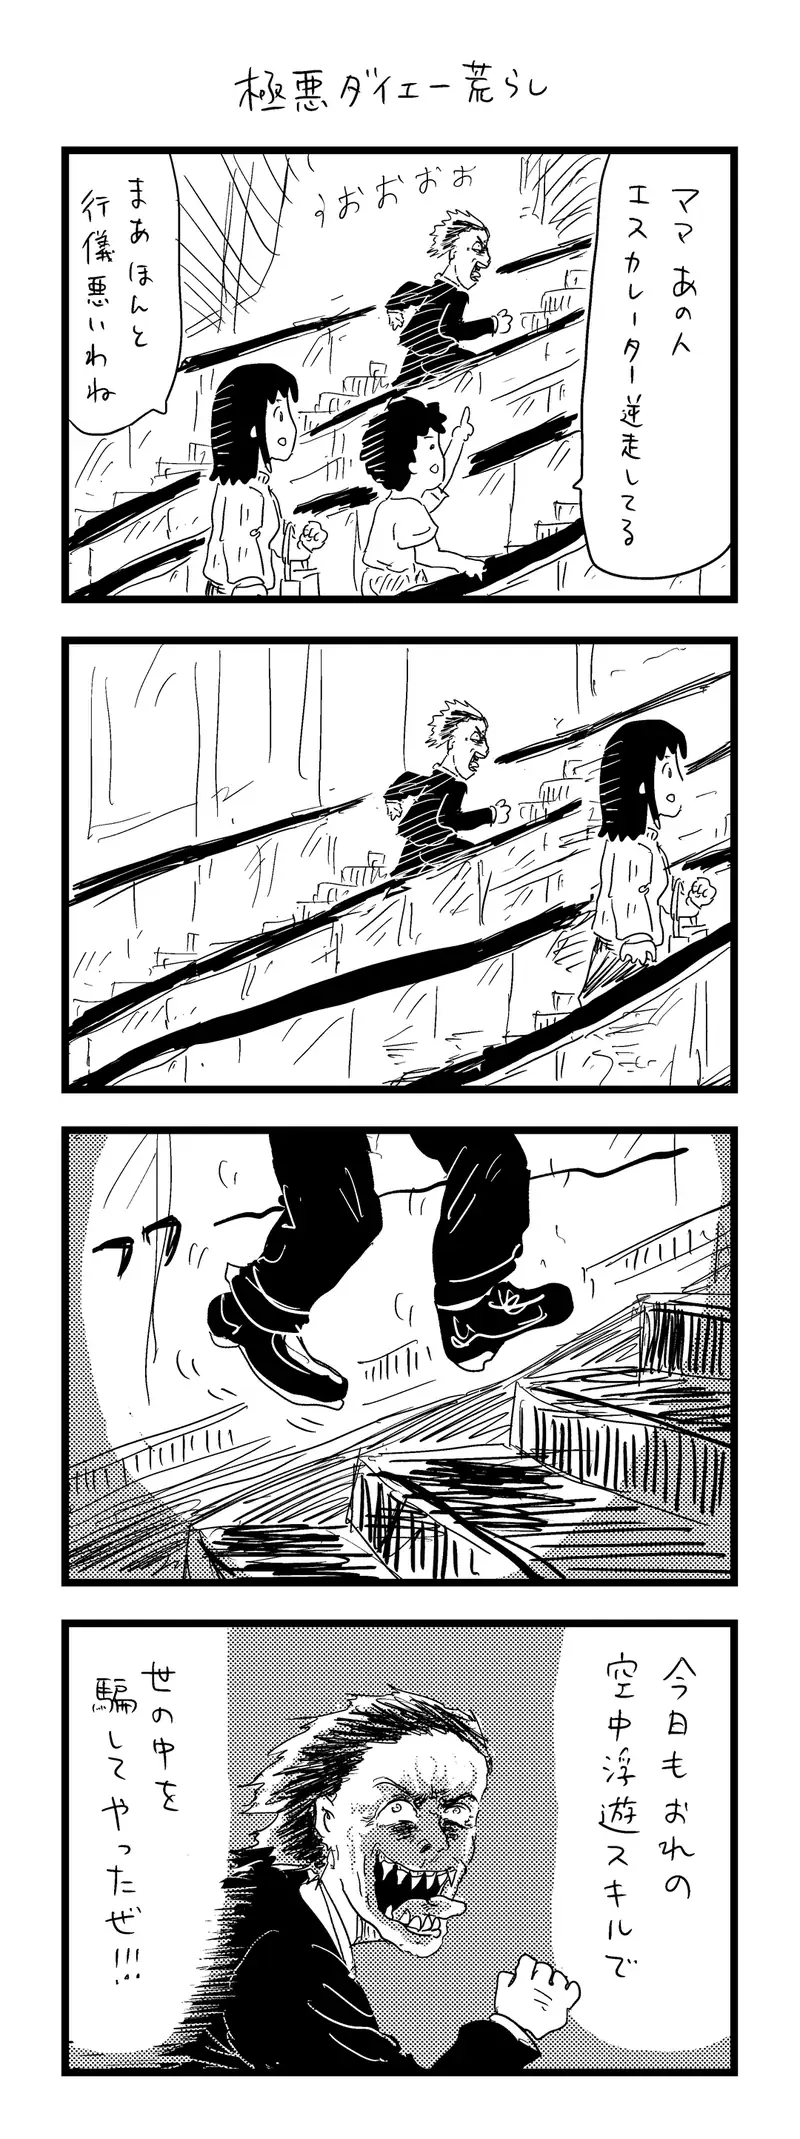 極悪ダイエー荒らし
ママ あの人
エスカレーター逆走してる
うおおおお
まあほんと
行儀悪いわね
フワ
今日もおれの
空中浮遊スキルで
世の中を
騙してやったぜ!!!